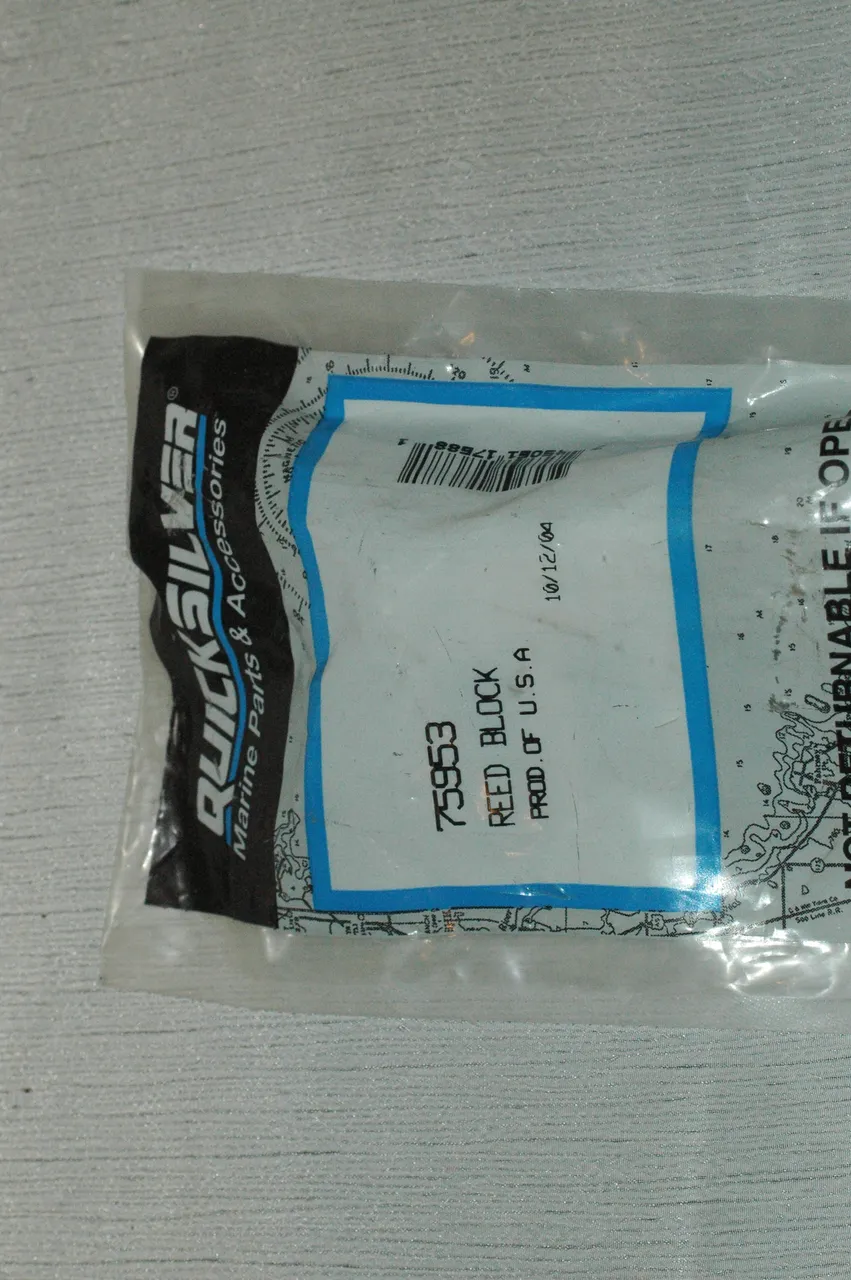 QUICKSILVER®
Marine Parts & Accessories
75953
REED BLOCK
PROD. OF U.S.A
10/12/04
NOT RETURNABLE IF OPE